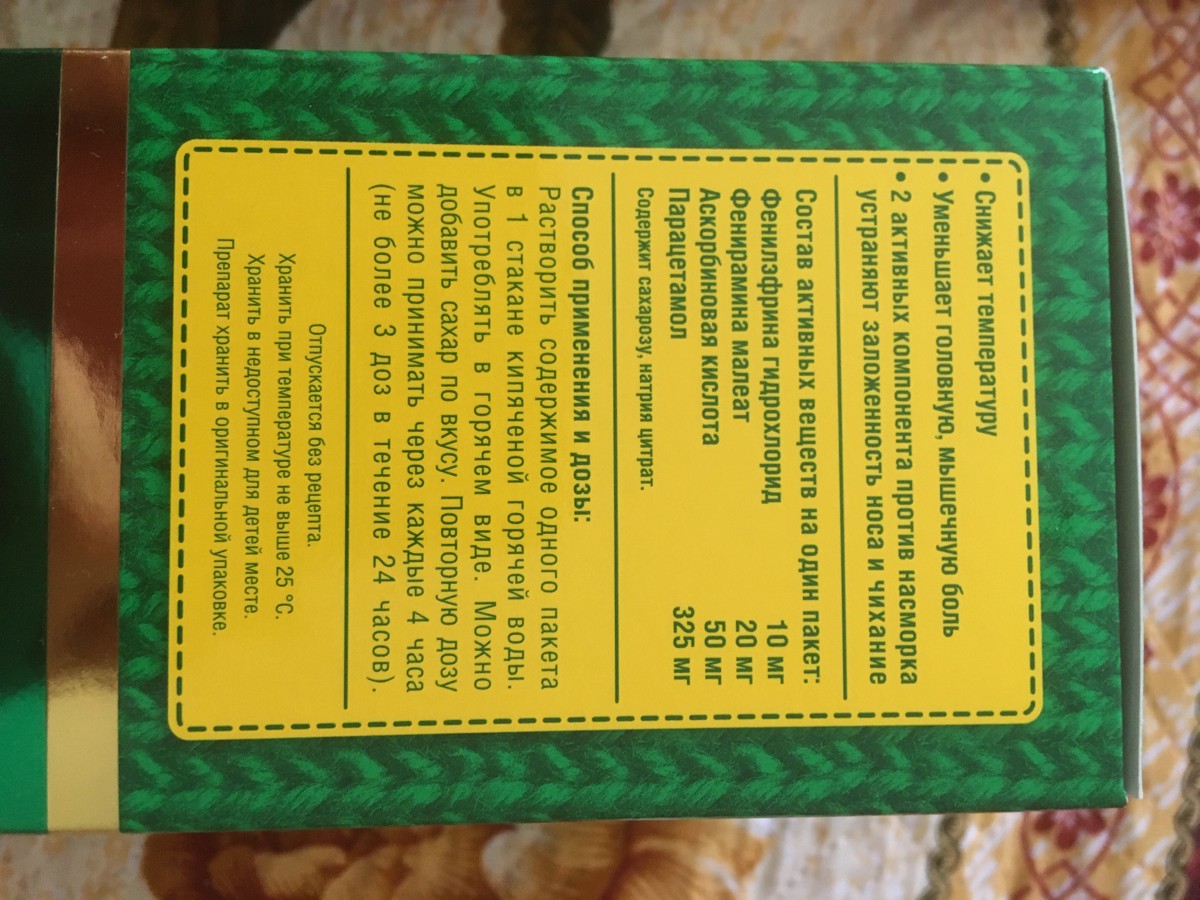 • Снижает температуру
• Уменьшает головную, мышечную боль
• 2 активных компонента против насморка
устраняют заложенность носа и чихание
Состав активных веществ на один пакет:
Фенилэфрина гидрохлорид 10 мг
Фенирамина малеат 20 мг
Аскорбиновая кислота 50 мг
Парацетамол 325 мг
Содержит сахарозу, натрия цитрат.
Способ применения и дозы:
Растворить содержимое одного пакета
в 1 стакане кипяченой горячей воды.
Употреблять в горячем виде. Можно
добавить сахар по вкусу. Повторную дозу
можно принимать через каждые 4 часа
(не более 3 доз в течение 24 часов).
Отпускается без рецепта.
Хранить при температуре не выше 25 °С.
Хранить в недоступном для детей месте.
Препарат хранить в оригинальной упаковке.